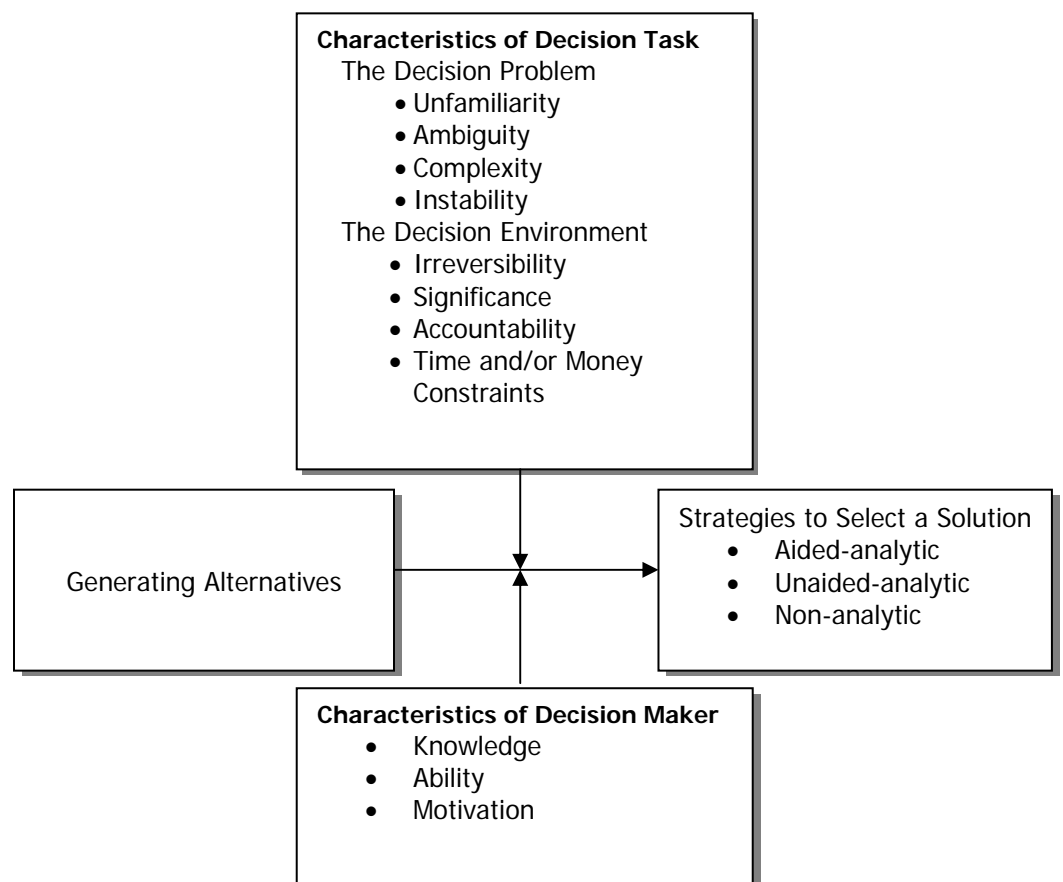 Characteristics of Decision Task
The Decision Problem
• Unfamiliarity
• Ambiguity
• Complexity
• Instability
The Decision Environment
• Irreversibility
• Significance
• Accountability
• Time and/or Money
Constraints
Generating Alternatives
Strategies to Select a Solution
• Aided-analytic
• Unaided-analytic
• Non-analytic
Characteristics of Decision Maker
• Knowledge
• Ability
• Motivation